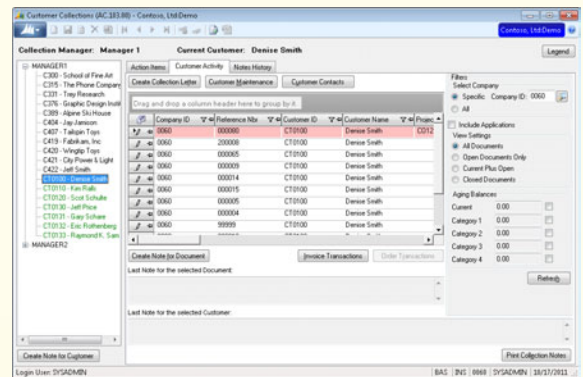 Customer Collections (AC.183.00) - Contoso, Ltd:Demo
Contoso, Ltd:Demo
Collection Manager: Manager 1 Current Customer: Denise Smith
Legend
MANAGER1
C300 - School of Fine Art
C315 - The Phone Company
C331 - Trey Research
C376 - Graphic Design Insti
C389 - Alpine Ski House
C404 - Jay Jamison
C407 - Tailspin Toys
C419 - Fabrikam, Inc
C420 - Wingtip Toys
C421 - City Power & Light
C422 - Jeff Smith
CT0100 - Denise Smith
CT0110 - Kim Ralls
CT0120 - Scot Schulte
CT0130 - Jeff Price
CT0131 - Gary Schare
CT0132 - Eric Rothenberg
CT0133 - Raymond K. Sam
MANAGER2
Create Note for Customer
Action Items Customer Activity Notes History
Create Collection Letter Customer Maintenance Customer Contacts
Drag and drop a column header here to group by it.
Company ID Reference Nbr Customer ID Customer Name Projec
0060 000080 CT0100 Denise Smith C012
0060 200008 CT0100 Denise Smith
0060 000065 CT0100 Denise Smith
0060 000009 CT0100 Denise Smith
0060 000014 CT0100 Denise Smith
0060 000015 CT0100 Denise Smith
0060 000005 CT0100 Denise Smith
0060 000004 CT0100 Denise Smith
0060 99999 CT0100 Denise Smith
Create Note for Document Invoice Transactions Order Transactions
Last Note for the selected Document:
Last Note for the selected Customer:
Filters
Select Company
Specific Company ID: 0060
All
Include Applications
View Settings
All Documents
Open Documents Only
Current Plus Open
Closed Documents
Aging Balances
Current 0.00
Category 1 0.00
Category 2 0.00
Category 3 0.00
Category 4 0.00
Refresh
Print Collection Notes
Login User: SYSADMIN
BAS INS 0060 SYSADMIN 10/17/2011